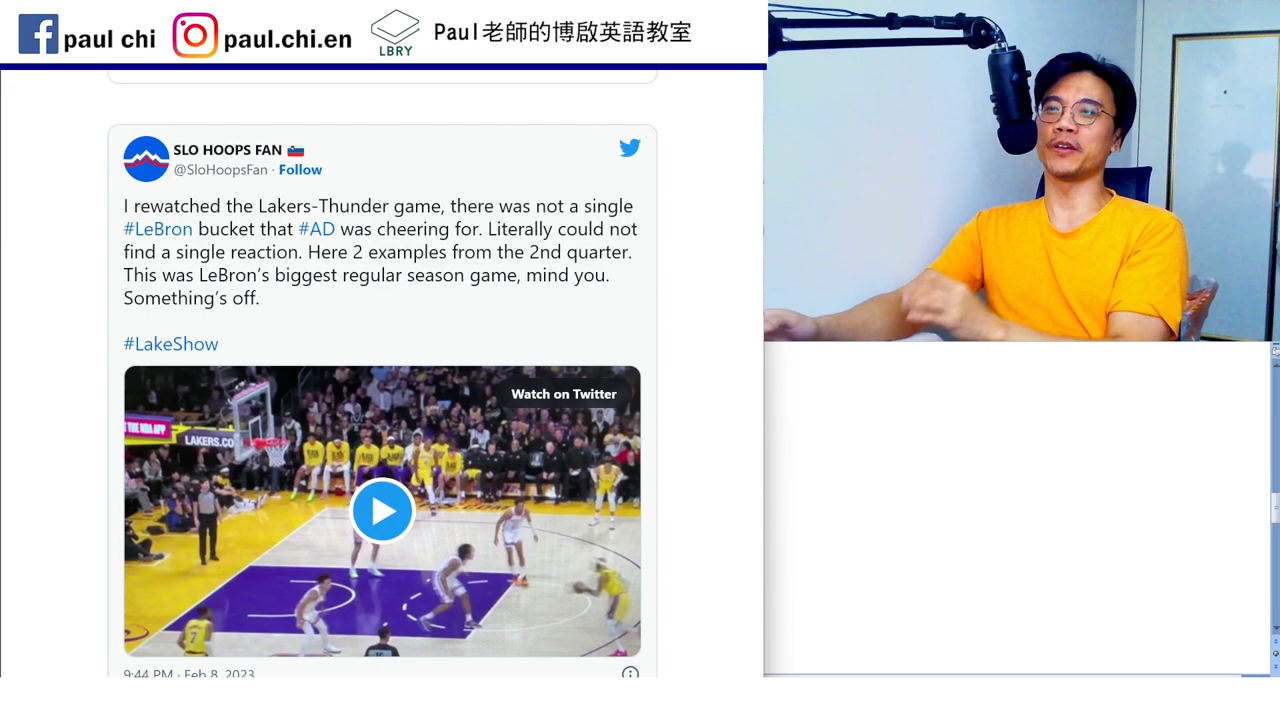 paul chi
paul.chi.en
LBRY
Paul老師的博啟英語教室
SLO HOOPS FAN
@SloHoopsFan · Follow
I rewatched the Lakers-Thunder game, there was not a single
#LeBron bucket that #AD was cheering for. Literally could not
find a single reaction. Here 2 examples from the 2nd quarter.
This was LeBron's biggest regular season game, mind you.
Something's off.
#LakeShow
Watch on Twitter
THE NBA APP
LAKERS.CO
7
9:44 PM · Feb 8, 2023